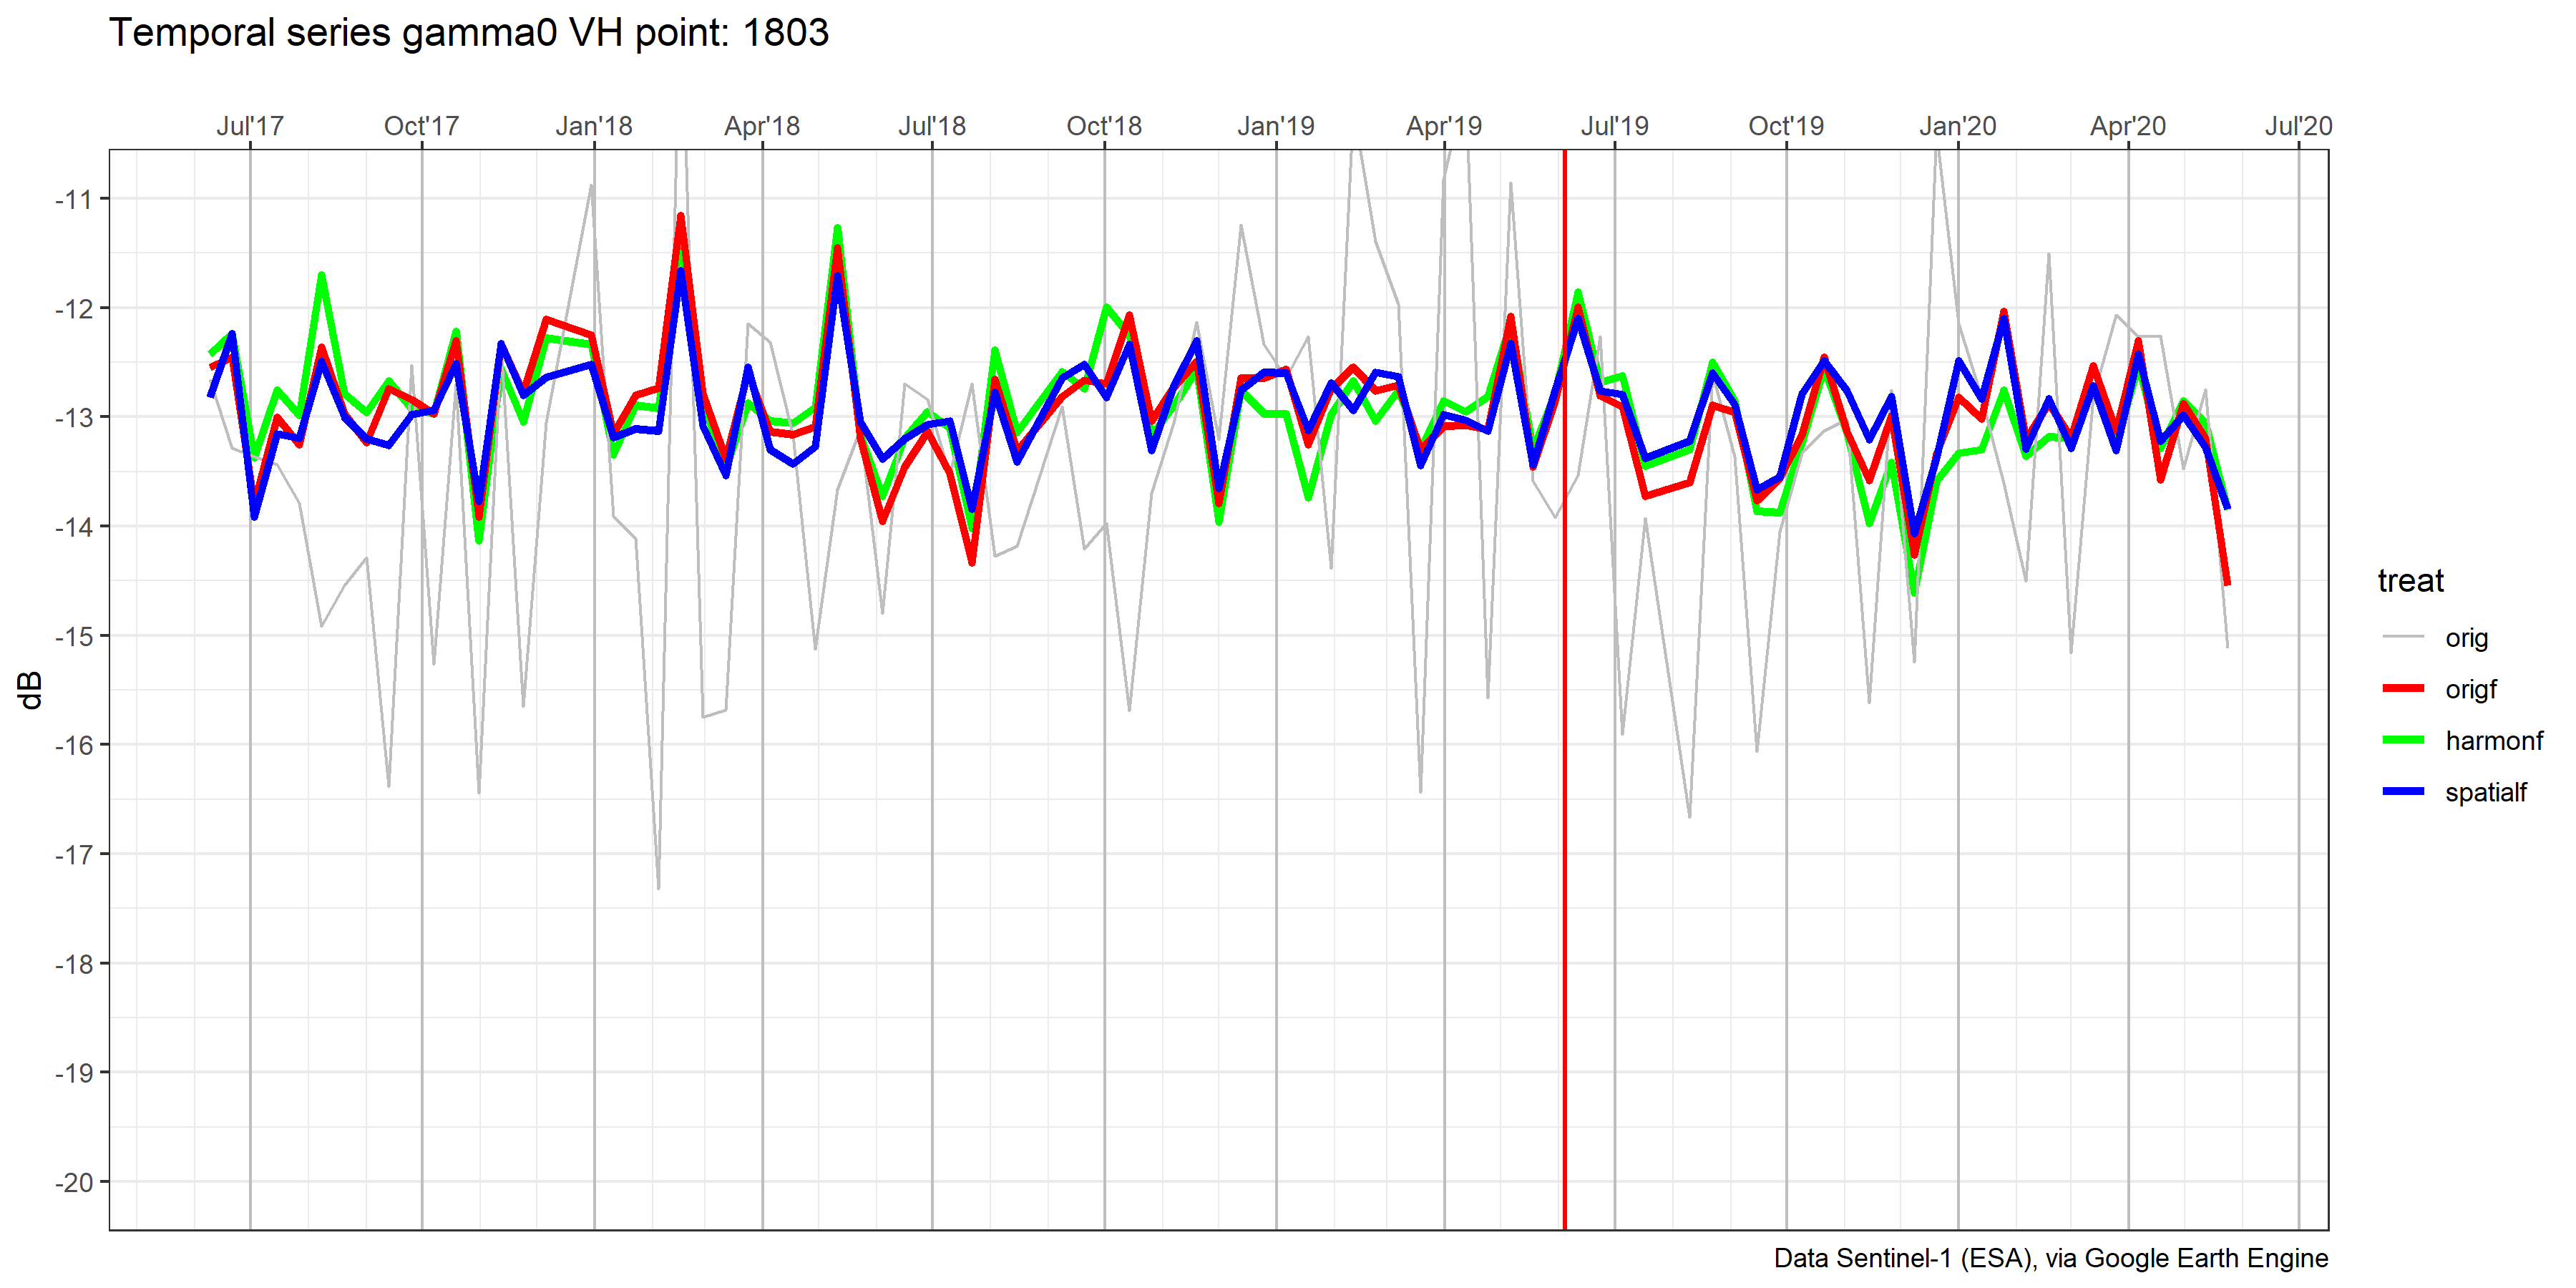 Temporal series gamma0 VH point: 1803
Jul'17 Oct'17 Jan'18 Apr'18 Jul'18 Oct'18 Jan'19 Apr'19 Jul'19 Oct'19 Jan'20 Apr'20 Jul'20
-11
-12
-13
-14
-15
-16
-17
-18
-19
-20
dB
treat
orig
origf
harmonf
spatialf
Data Sentinel-1 (ESA), via Google Earth Engine